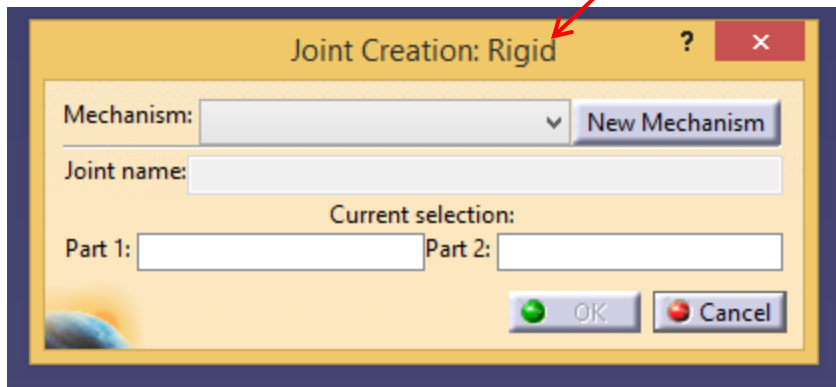 Joint Creation: Rigid ? ×
Mechanism: New Mechanism
Joint name:
Current selection:
Part 1: Part 2:
OK Cancel